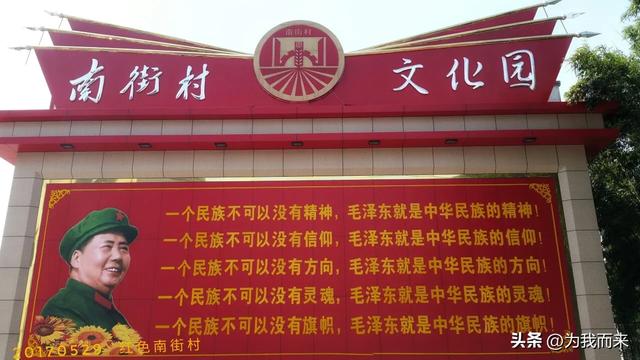 南街村
南街村 文化园
一个民族不可以没有精神，毛泽东就是中华民族的精神！
一个民族不可以没有信仰，毛泽东就是中华民族的信仰！
一个民族不可以没有方向，毛泽东就是中华民族的方向！
一个民族不可以没有灵魂，毛泽东就是中华民族的灵魂！
一个民族不可以没有旗帜，毛泽东就是中华民族的旗帜！
20170529 红色南街村
头条 @为我而来